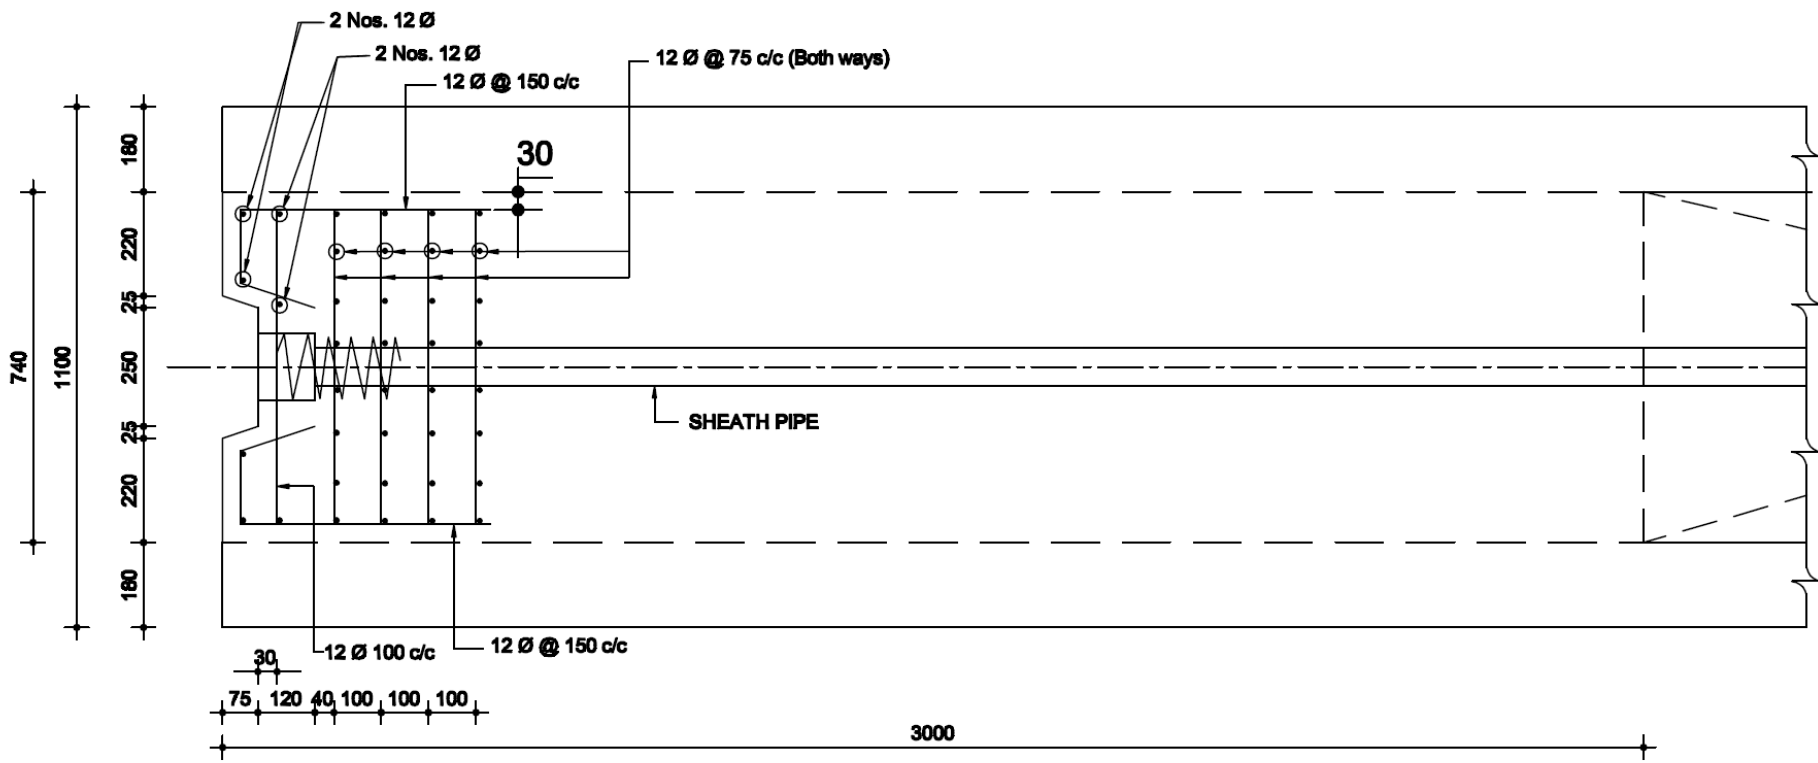 2 Nos. 12 Ø
2 Nos. 12 Ø
12 Ø @ 150 c/c
12 Ø @ 75 c/c (Both ways)
30
180
220
25
250
25
220
180
740
1100
SHEATH PIPE
12 Ø 100 c/c
12 Ø @ 150 c/c
30
75 120 40 100 100 100
3000